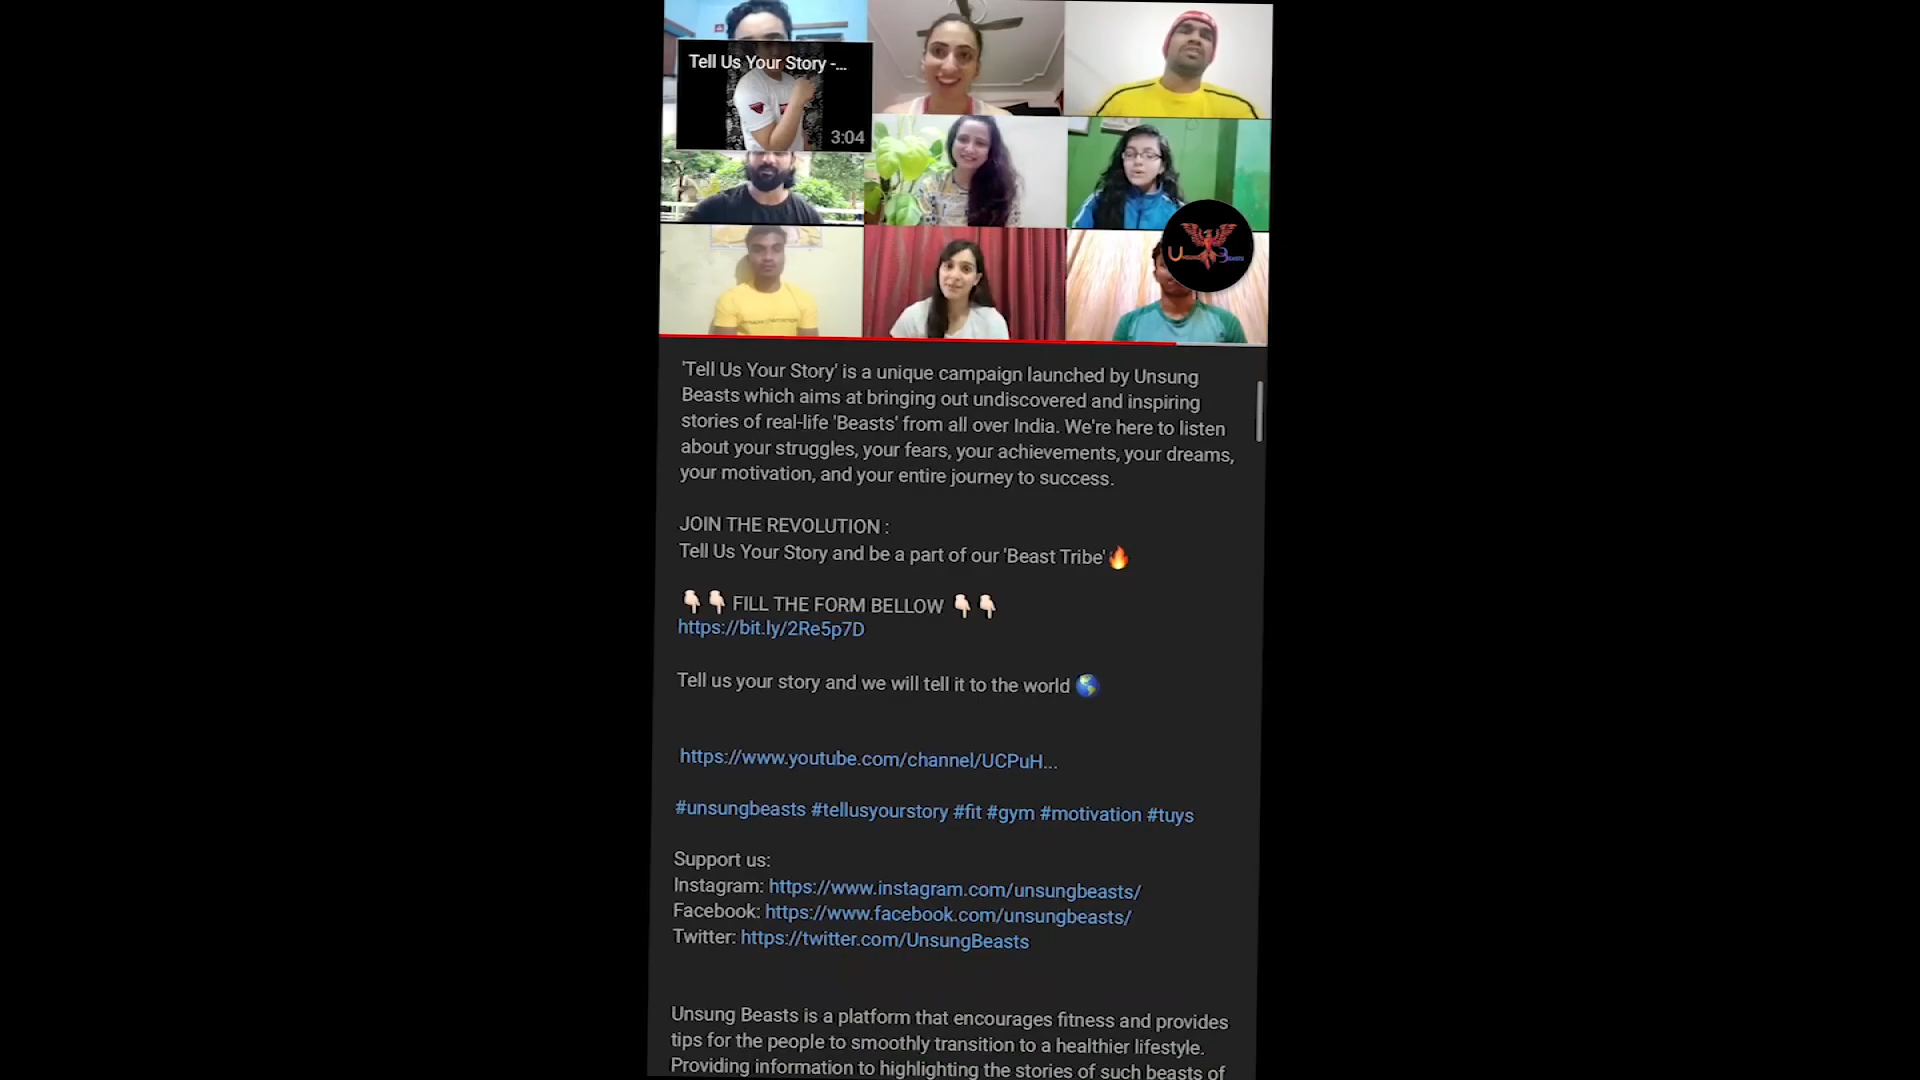 Tell Us Your Story -...
3:04
'Tell Us Your Story' is a unique campaign launched by Unsung
Beasts which aims at bringing out undiscovered and inspiring
stories of real-life 'Beasts' from all over India. We're here to listen
about your struggles, your fears, your achievements, your dreams,
your motivation, and your entire journey to success.
JOIN THE REVOLUTION :
Tell Us Your Story and be a part of our 'Beast Tribe'🔥
👇🏻👇🏻 FILL THE FORM BELLOW 👇🏻👇🏻
https://bit.ly/2Re5p7D
Tell us your story and we will tell it to the world 🌎
https://www.youtube.com/channel/UCPuH...
#unsungbeasts #tellusyourstory #fit #gym #motivation #tuys
Support us:
Instagram: https://www.instagram.com/unsungbeasts/
Facebook: https://www.facebook.com/unsungbeasts/
Twitter: https://twitter.com/UnsungBeasts
Unsung Beasts is a platform that encourages fitness and provides
tips for the people to smoothly transition to a healthier lifestyle.
Providing information to highlighting the stories of such beasts of